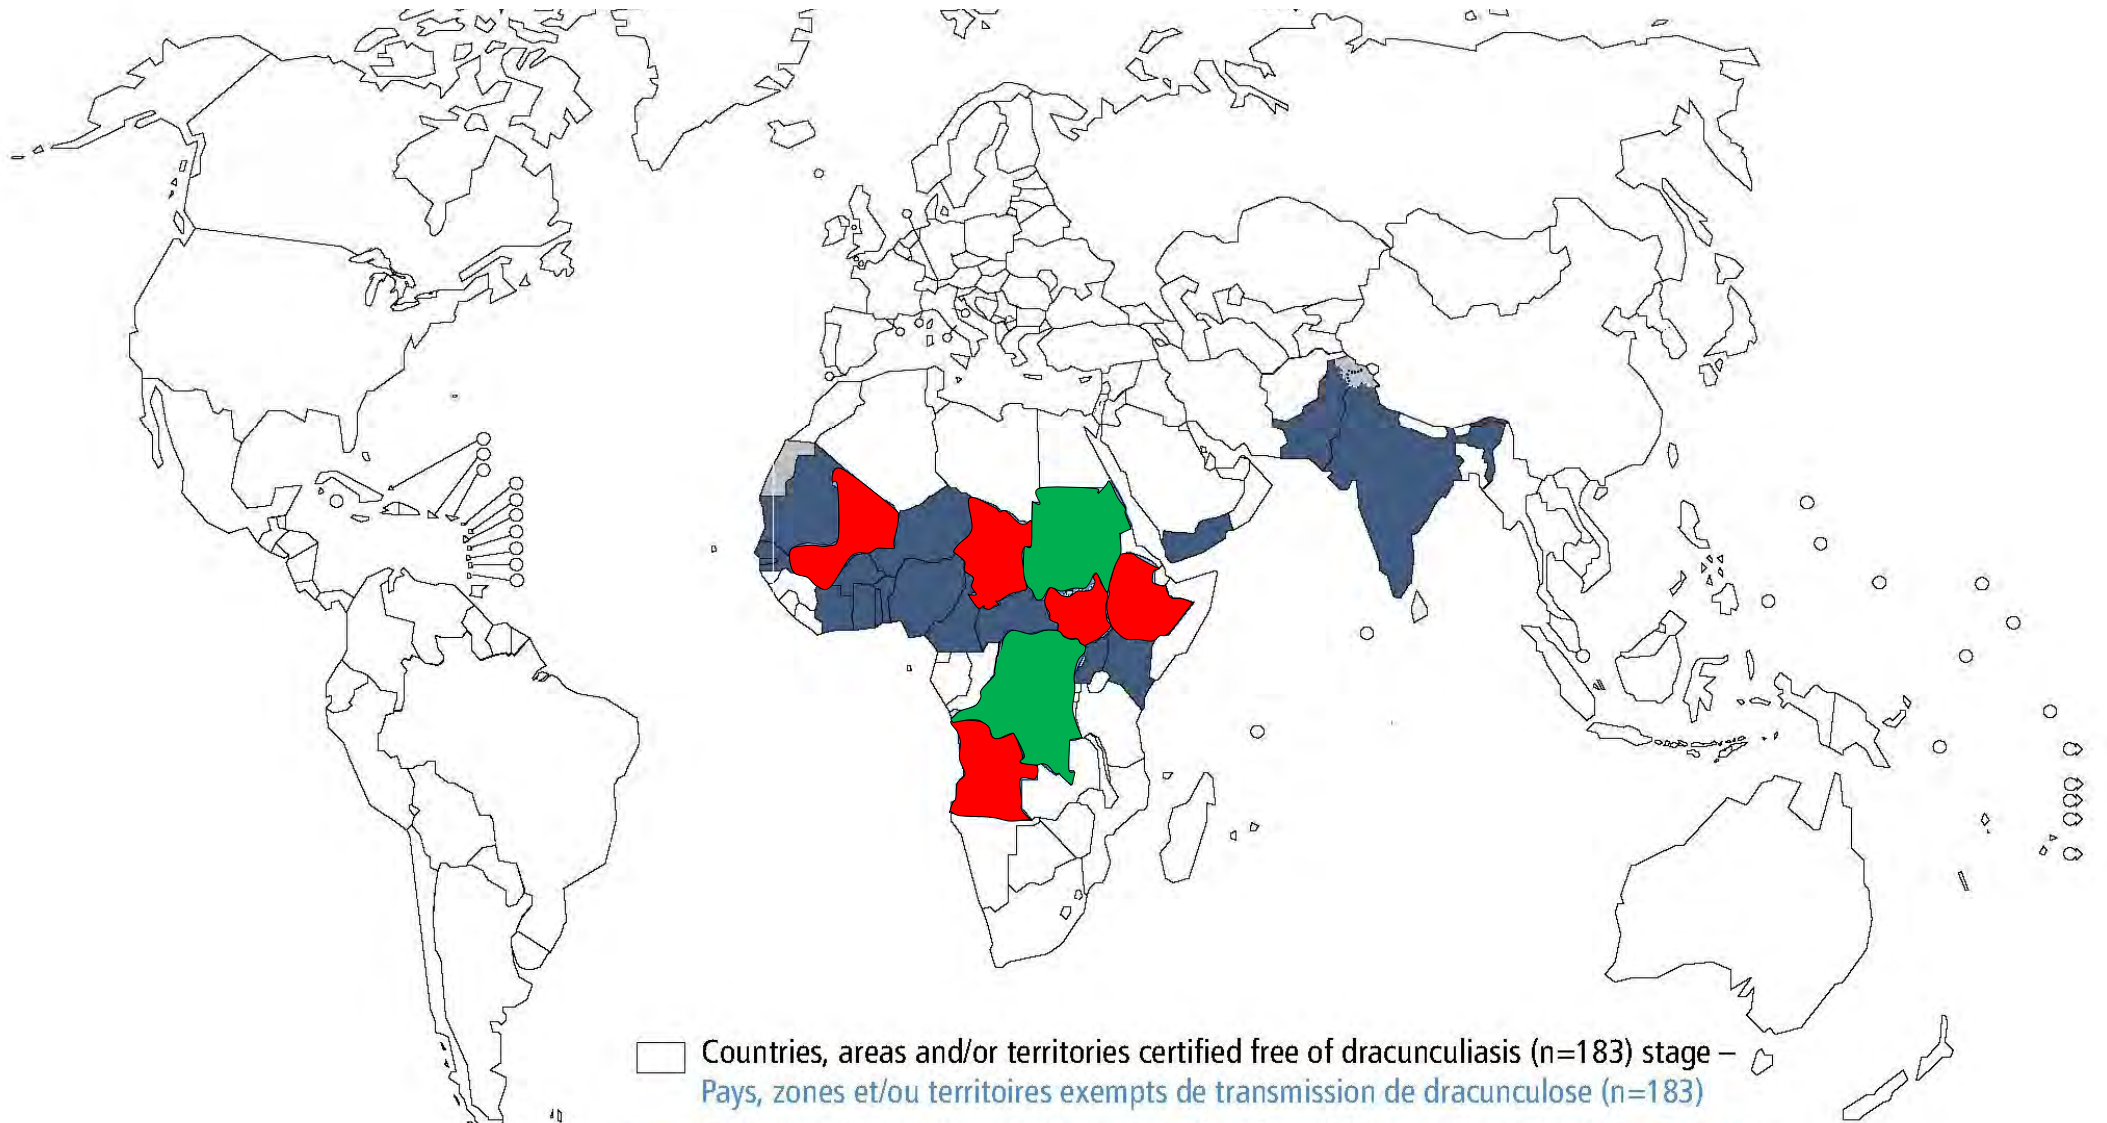 Countries, areas and/or territories certified free of dracunculiasis (n=183) stage –
Pays, zones et/ou territoires exempts de transmission de dracunculose (n=183)